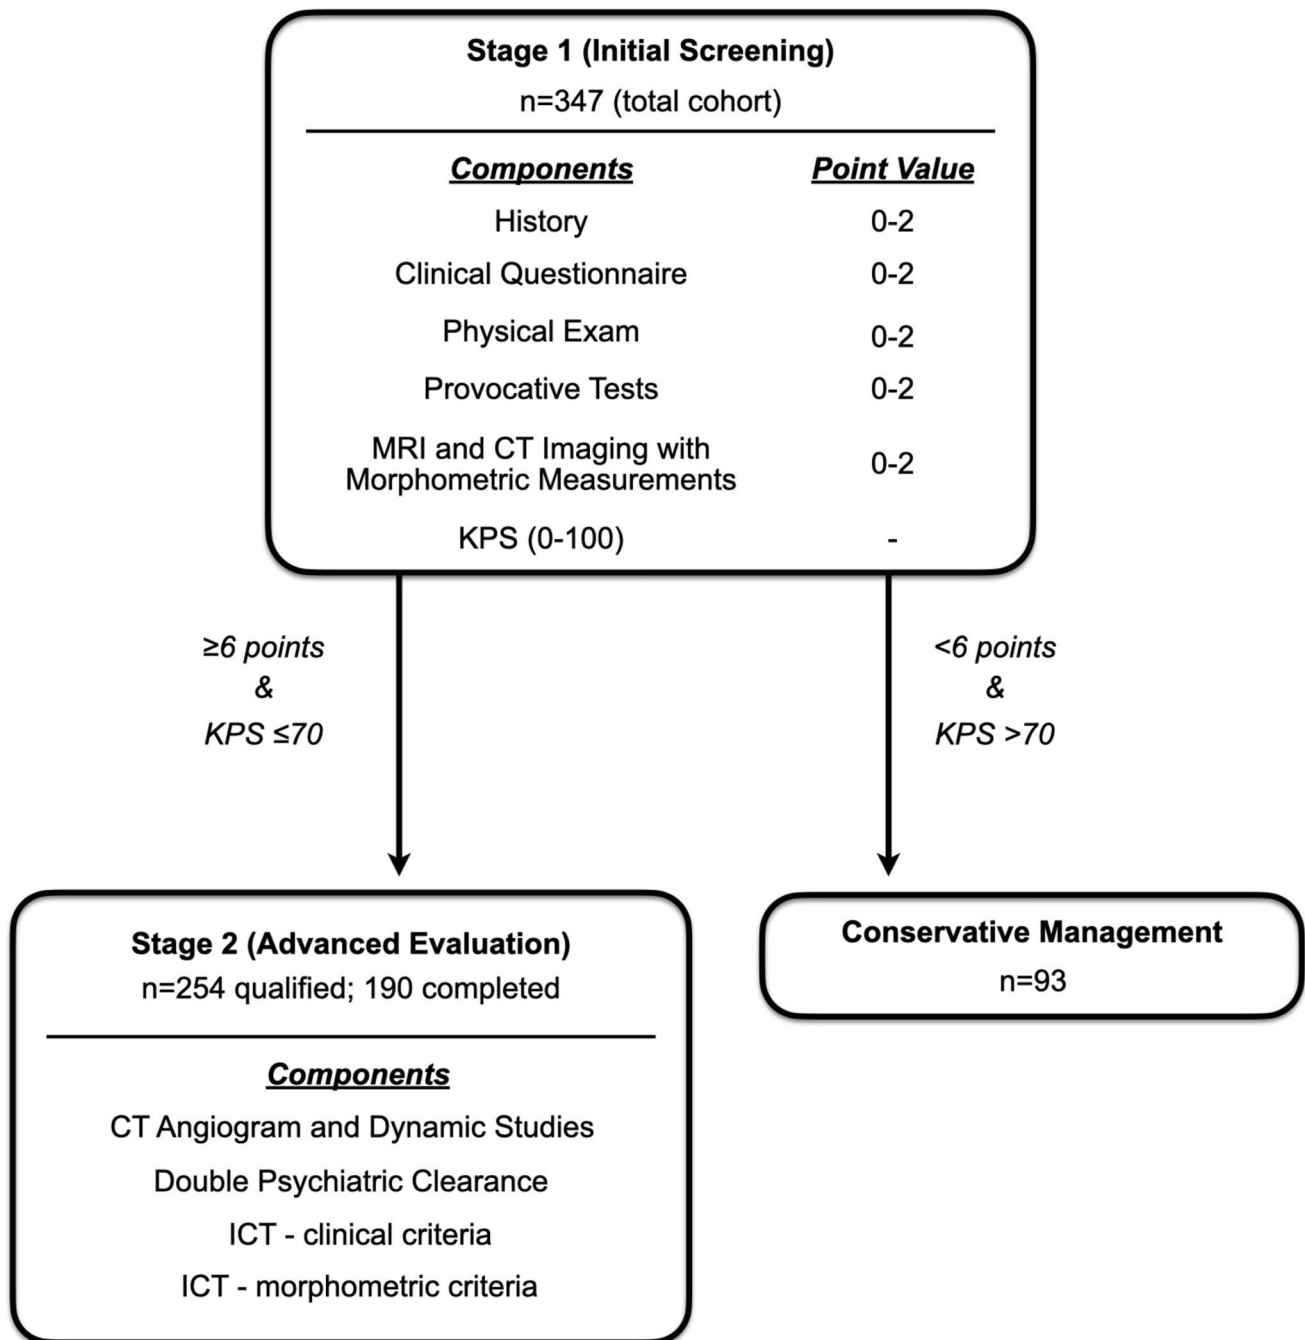 Stage 1 (Initial Screening)
n=347 (total cohort)
Components Point Value
History 0-2
Clinical Questionnaire 0-2
Physical Exam 0-2
Provocative Tests 0-2
MRI and CT Imaging with
Morphometric Measurements 0-2
KPS (0-100) -
≥6 points
&
KPS ≤70
<6 points
&
KPS >70
Stage 2 (Advanced Evaluation)
n=254 qualified; 190 completed
Components
CT Angiogram and Dynamic Studies
Double Psychiatric Clearance
ICT - clinical criteria
ICT - morphometric criteria
Conservative Management
n=93